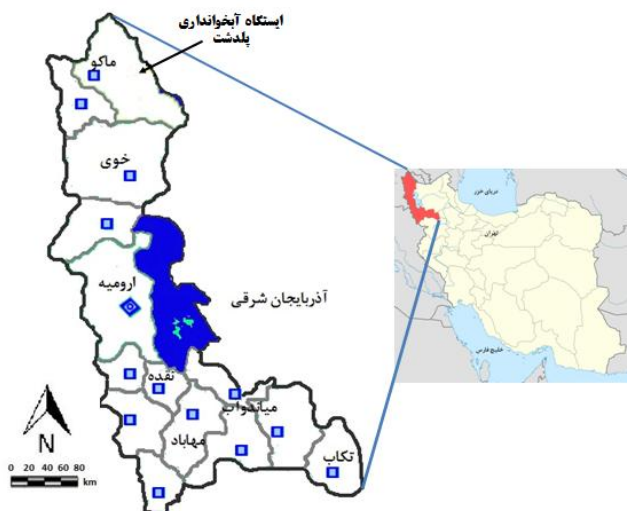 ایستگاه آبخوانداری
پلدشت
ماکو
خوی
ارومیه
آذربایجان شرقی
نقده
میاندواب
مهاباد
تکاب
N
0 20 40 60 80
km
دریای خزر
تهران
خلیج فارس